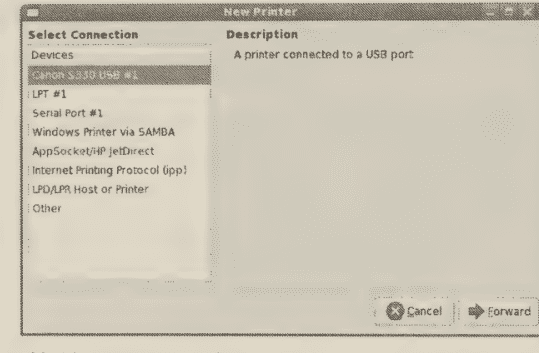 New Printer
Select Connection
Description
Devices
A printer connected to a USB port
Canon S330 USB #1
LPT #1
Serial Port #1
Windows Printer via SAMBA
AppSocket/HP JetDirect
Internet Printing Protocol (ipp)
LPD/LPR Host or Printer
Other
Cancel
Forward